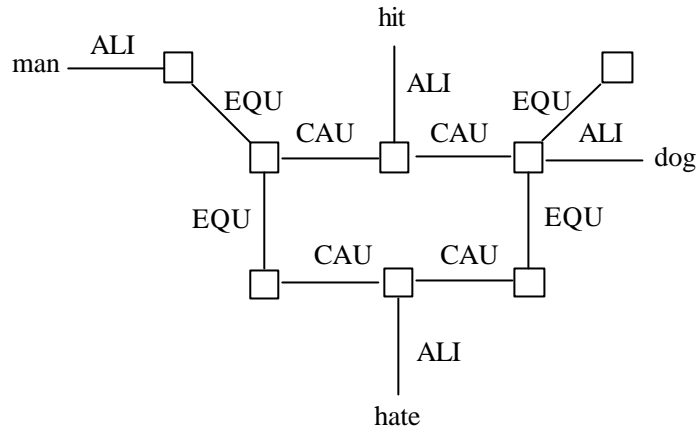 hit
ALI
man
ALI
EQU
EQU
CAU
CAU
ALI
dog
EQU
EQU
CAU
CAU
ALI
hate